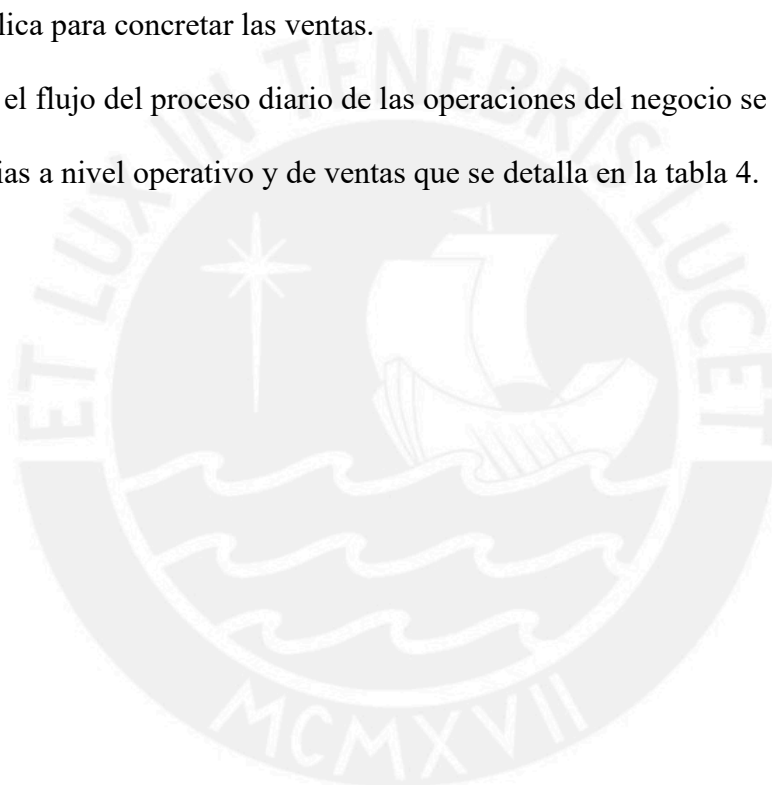 lica para concretar las ventas.
el flujo del proceso diario de las operaciones del negocio se
ias a nivel operativo y de ventas que se detalla en la tabla 4.
ET LUX IN TENEBRIS LUCET
MCMXVII